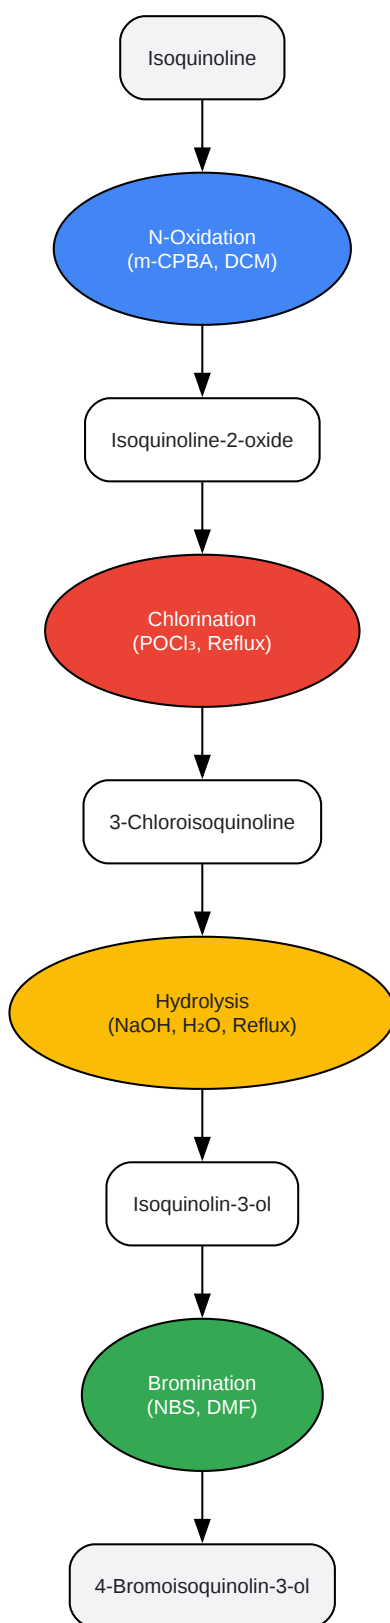 Isoquinoline
N-Oxidation
(m-CPBA, DCM)
Isoquinoline-2-oxide
Chlorination
(POCl₃, Reflux)
3-Chloroisoquinoline
Hydrolysis
(NaOH, H₂O, Reflux)
Isoquinolin-3-ol
Bromination
(NBS, DMF)
4-Bromoisoquinolin-3-ol